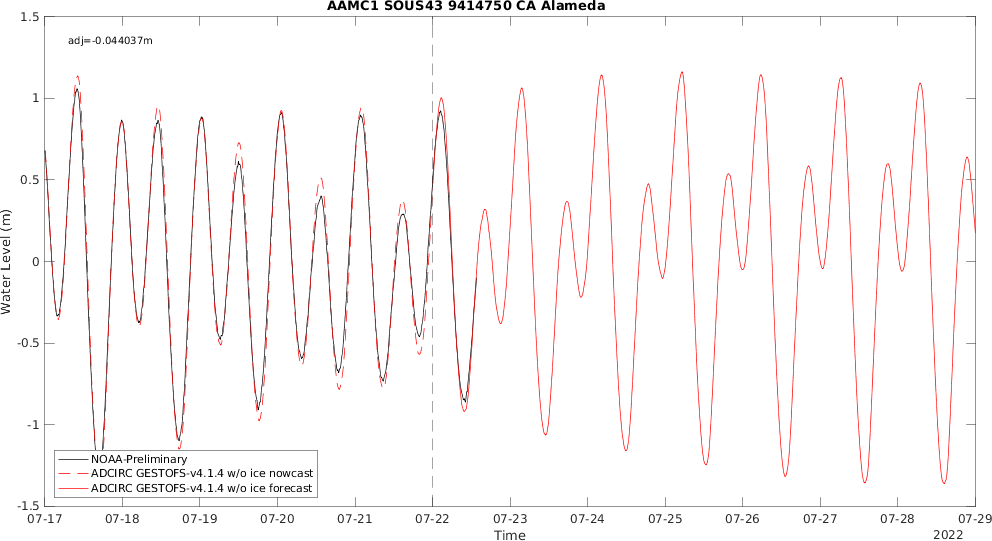 AAMC1 SOUS43 9414750 CA Alameda
adj=-0.044037m
1.5
1
0.5
0
-0.5
-1
-1.5
Water Level (m)
NOAA-Preliminary
ADCIRC GESTOFS-v4.1.4 w/o ice nowcast
ADCIRC GESTOFS-v4.1.4 w/o ice forecast
07-17 07-18 07-19 07-20 07-21 07-22 07-23 07-24 07-25 07-26 07-27 07-28 07-29
Time
2022